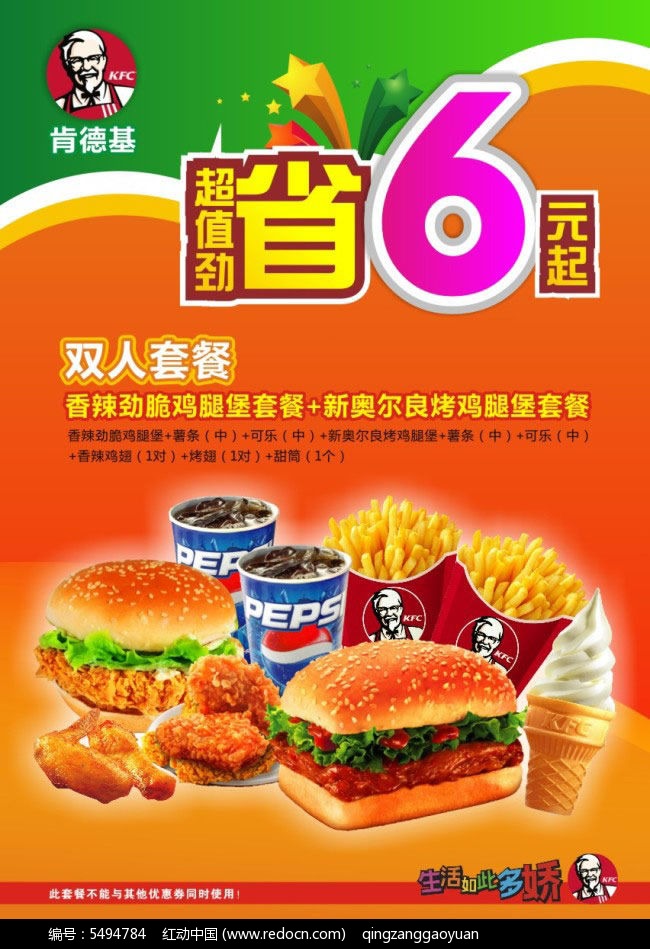 KFC
肯德基
超值劲
省6
元起
双人套餐
香辣劲脆鸡腿堡套餐+新奥尔良烤鸡腿堡套餐
香辣劲脆鸡腿堡+薯条（中）+可乐（中）+新奥尔良烤鸡腿堡+薯条（中）+可乐（中）
+香辣鸡翅（1对）+烤翅（1对）+甜筒（1个）
PEPS
PEPSI
KFC
KFC
KFC
生活如此多娇
KFC
此套餐不能与其他优惠券同时使用！
编号：5494784 红动中国 (www.redocn.com) qingzanggaoyuan